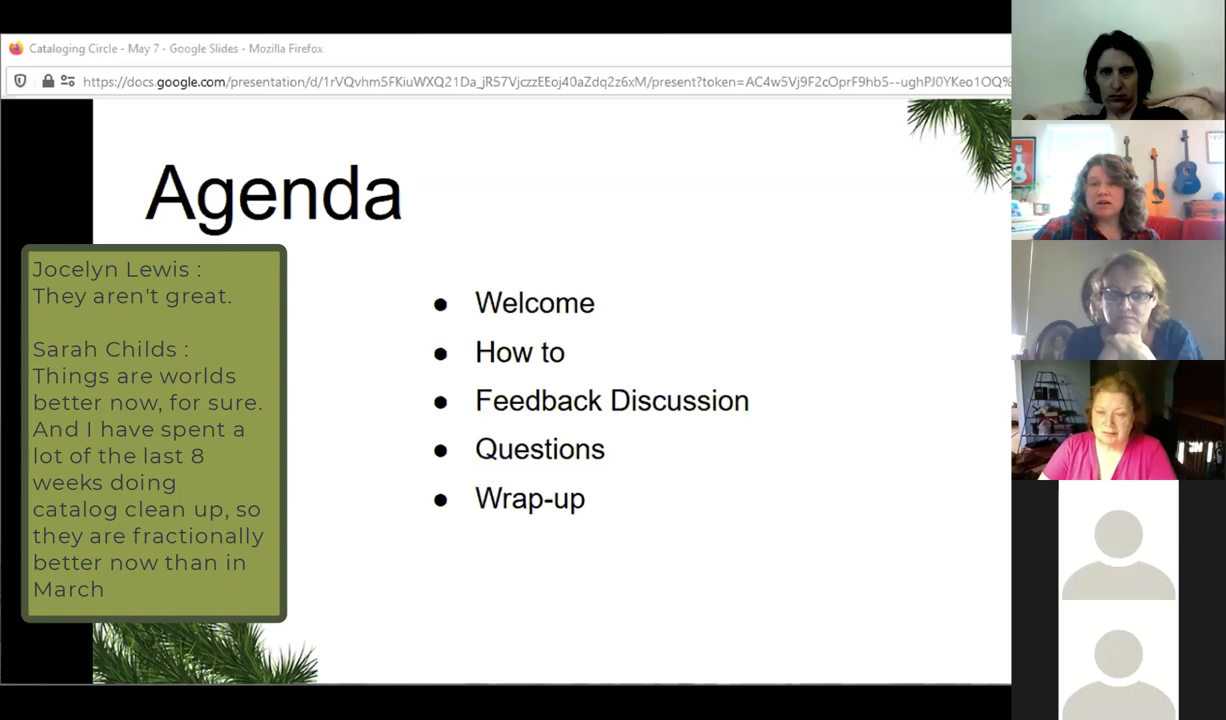 Cataloging Circle - May 7 - Google Slides - Mozilla Firefox
https://docs.google.com/presentation/d/1rVQvhm5FKiuWXQ21Da_jR57VjczzEEoj40aZdq2z6xM/present?token=AC4w5Vj9F2cOprF9hb5--ughPJ0YKeo1OQ%
Agenda
Jocelyn Lewis :
They aren't great.
Sarah Childs :
Things are worlds
better now, for sure.
And I have spent a
lot of the last 8
weeks doing
catalog clean up, so
they are fractionally
better now than in
March
● Welcome
● How to
● Feedback Discussion
● Questions
● Wrap-up